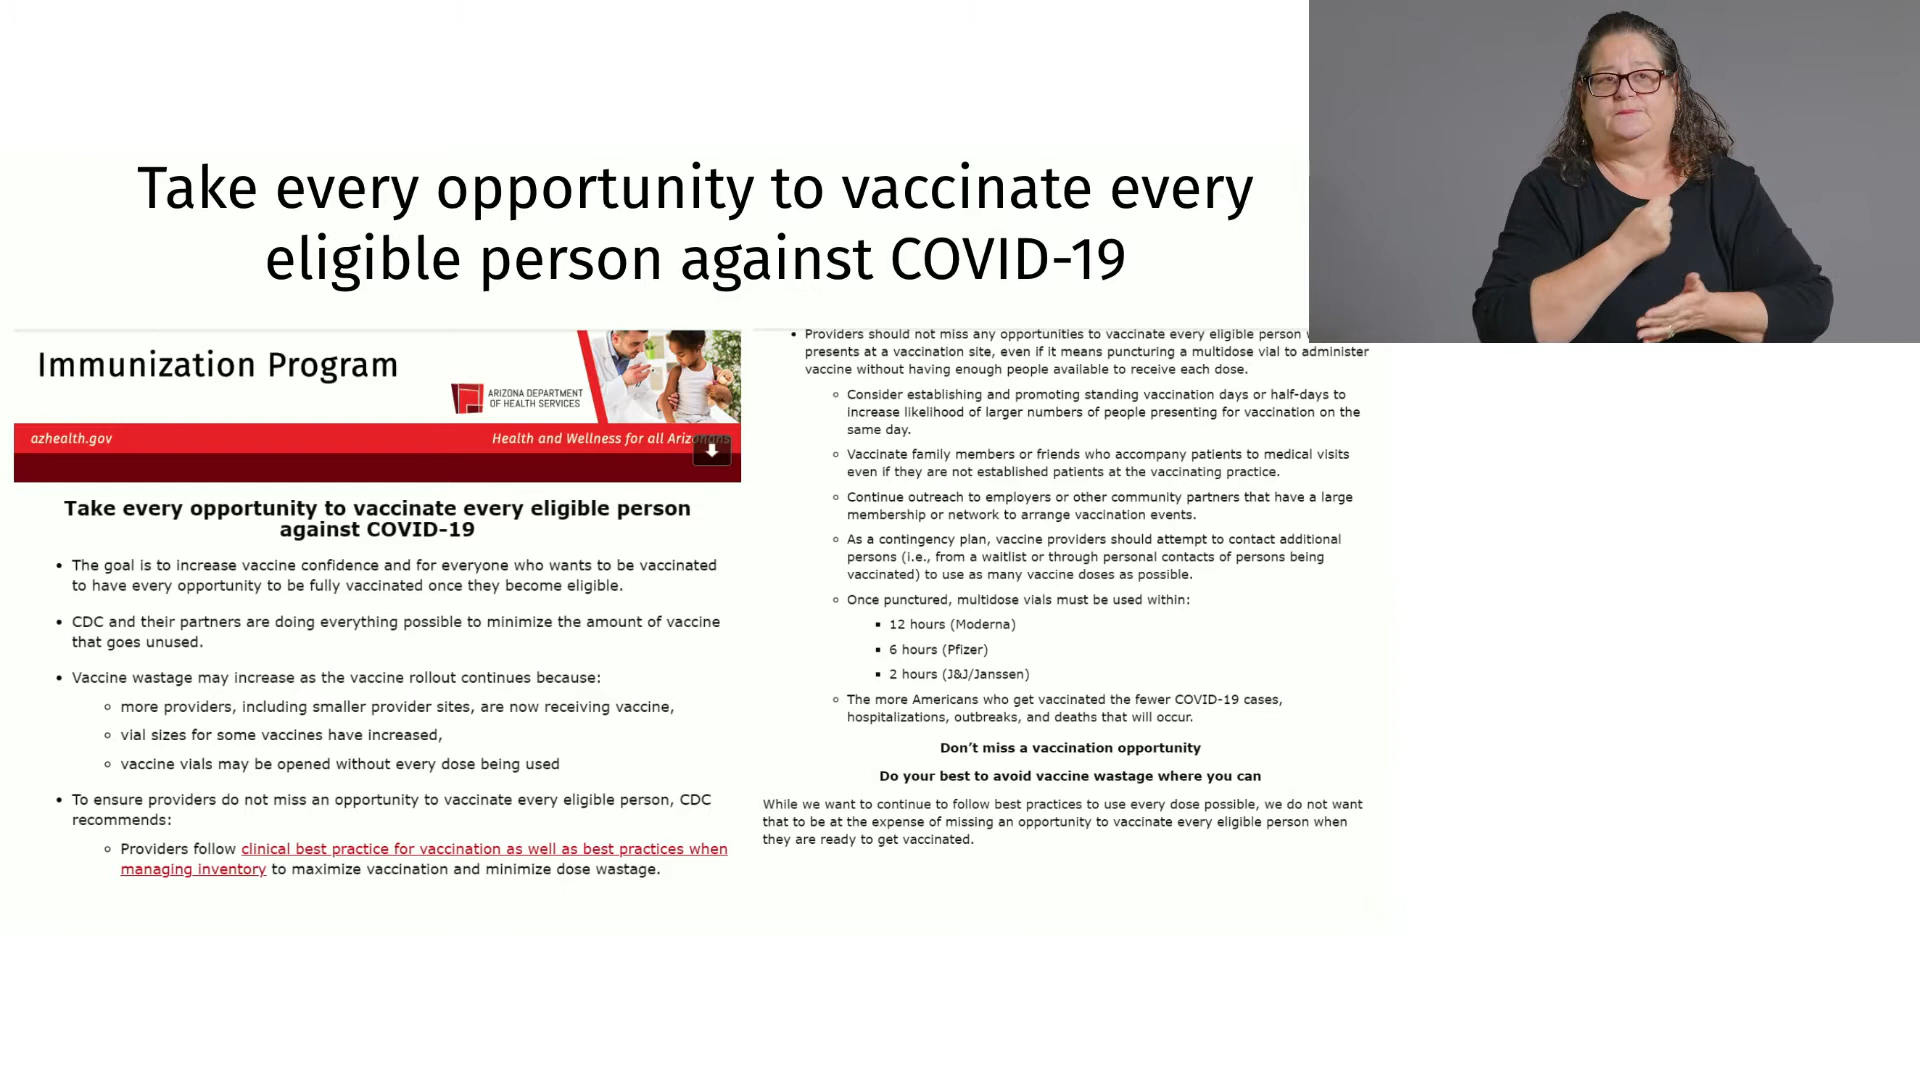 Take every opportunity to vaccinate every
eligible person against COVID-19
Immunization Program
ARIZONA DEPARTMENT
OF HEALTH SERVICES
azhealth.gov
Health and Wellness for all Arizonans
Take every opportunity to vaccinate every eligible person
against COVID-19
• The goal is to increase vaccine confidence and for everyone who wants to be vaccinated
to have every opportunity to be fully vaccinated once they become eligible.
• CDC and their partners are doing everything possible to minimize the amount of vaccine
that goes unused.
• Vaccine wastage may increase as the vaccine rollout continues because:
◦ more providers, including smaller provider sites, are now receiving vaccine,
◦ vial sizes for some vaccines have increased,
◦ vaccine vials may be opened without every dose being used
• To ensure providers do not miss an opportunity to vaccinate every eligible person, CDC
recommends:
◦ Providers follow clinical best practice for vaccination as well as best practices when
managing inventory to maximize vaccination and minimize dose wastage.
• Providers should not miss any opportunities to vaccinate every eligible person
presents at a vaccination site, even if it means puncturing a multidose vial to administer
vaccine without having enough people available to receive each dose.
◦ Consider establishing and promoting standing vaccination days or half-days to
increase likelihood of larger numbers of people presenting for vaccination on the
same day.
◦ Vaccinate family members or friends who accompany patients to medical visits
even if they are not established patients at the vaccinating practice.
◦ Continue outreach to employers or other community partners that have a large
membership or network to arrange vaccination events.
◦ As a contingency plan, vaccine providers should attempt to contact additional
persons (i.e., from a waitlist or through personal contacts of persons being
vaccinated) to use as many vaccine doses as possible.
◦ Once punctured, multidose vials must be used within:
▪ 12 hours (Moderna)
▪ 6 hours (Pfizer)
▪ 2 hours (J&J/Janssen)
◦ The more Americans who get vaccinated the fewer COVID-19 cases,
hospitalizations, outbreaks, and deaths that will occur.
Don’t miss a vaccination opportunity
Do your best to avoid vaccine wastage where you can
While we want to continue to follow best practices to use every dose possible, we do not want
that to be at the expense of missing an opportunity to vaccinate every eligible person when
they are ready to get vaccinated.